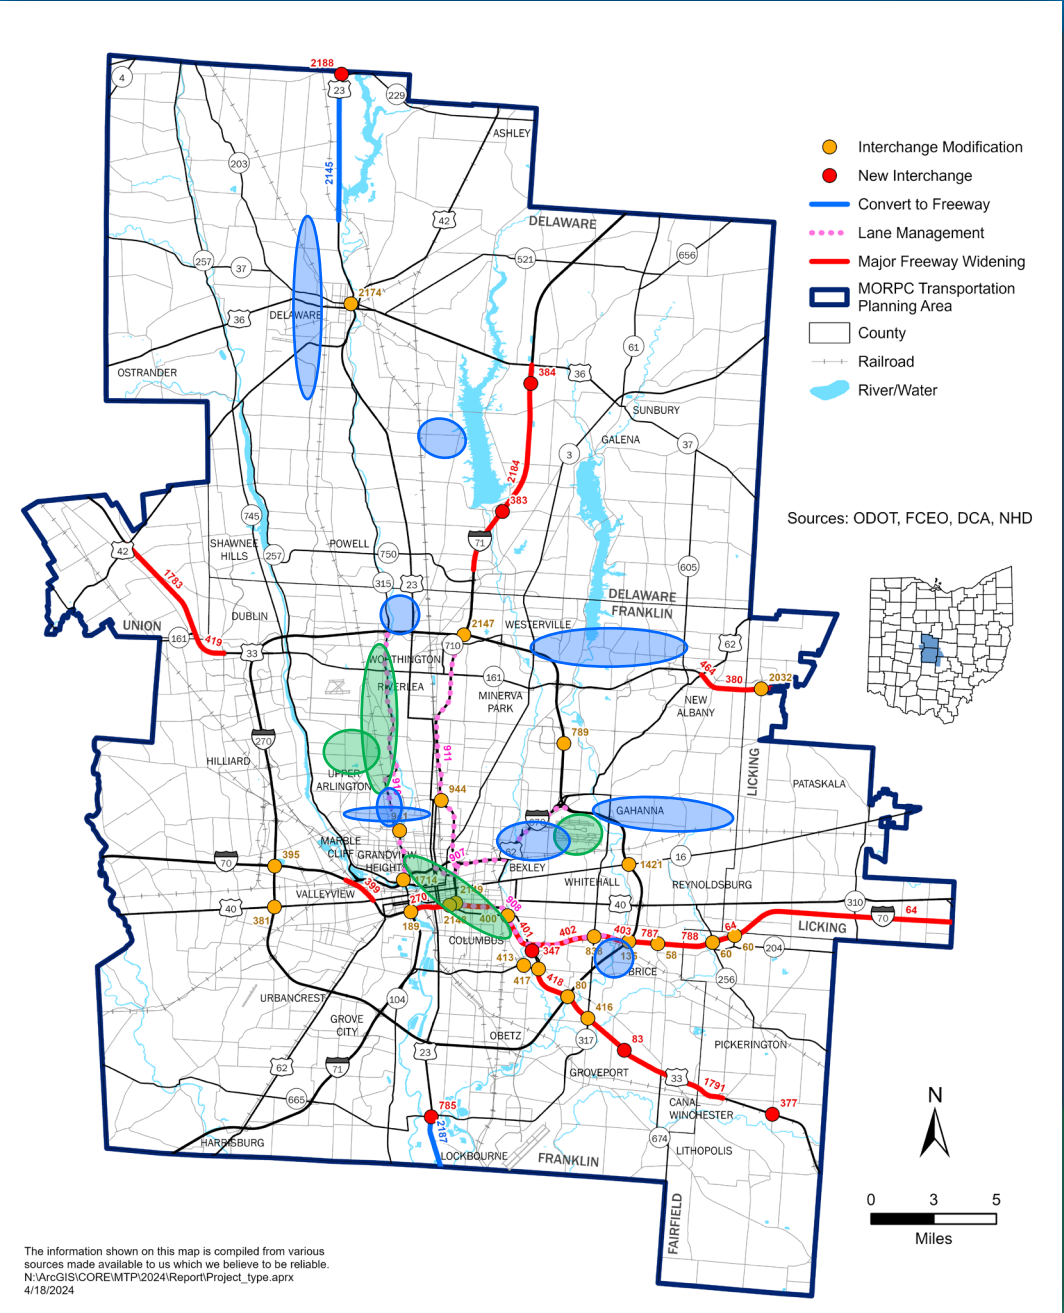 2188
23
4
229
ASHLEY
203
2145
42
DELAWARE
521
656
257
37
2174
36
DELAWARE
61
384
36
OSTRANDER
SUNBURY
GALENA
37
3
2184
383
745
71
42
SHAWNEE
HILLS
257
POWELL
750
315
23
605
1783
DELAWARE
FRANKLIN
DUBLIN
UNION
161
419
33
2147
WESTERVILLE
710
62
WORTHINGTON
RIVERLEA
161
MINERVA
PARK
464
380
2032
NEW
ALBANY
270
789
911
HILLIARD
UPPER
ARLINGTON
LICKING
PATASKALA
944
GAHANNA
270
MARBLE
CLIFF
GRANDVIEW
HEIGHTS
907
62
BEXLEY
16
395
70
1421
WHITEHALL
REYNOLDSBURG
VALLEYVIEW
399
1714
40
381
270
189
400
908
401
COLUMBUS
40
310
70
64
LICKING
402
403
787
788
64
347
58
60
60
204
413
417
418
BRICE
256
80
416
URBANCREST
104
GROVE
CITY
OBETZ
317
83
PICKERINGTON
23
71
62
GROVEPORT
33
1791
377
CANAL
WINCHESTER
665
785
2187
674
HARRISBURG
LOCKBOURNE
FRANKLIN
LITHOPOLIS
FAIRFIELD
Interchange Modification
New Interchange
Convert to Freeway
Lane Management
Major Freeway Widening
MORPC Transportation
Planning Area
County
Railroad
River/Water
Sources: ODOT, FCEO, DCA, NHD
N
0 3 5
Miles
The information shown on this map is compiled from various
sources made available to us which we believe to be reliable.
N:\ArcGIS\CORE\MTP\2024\Report\Project_type.aprx
4/18/2024